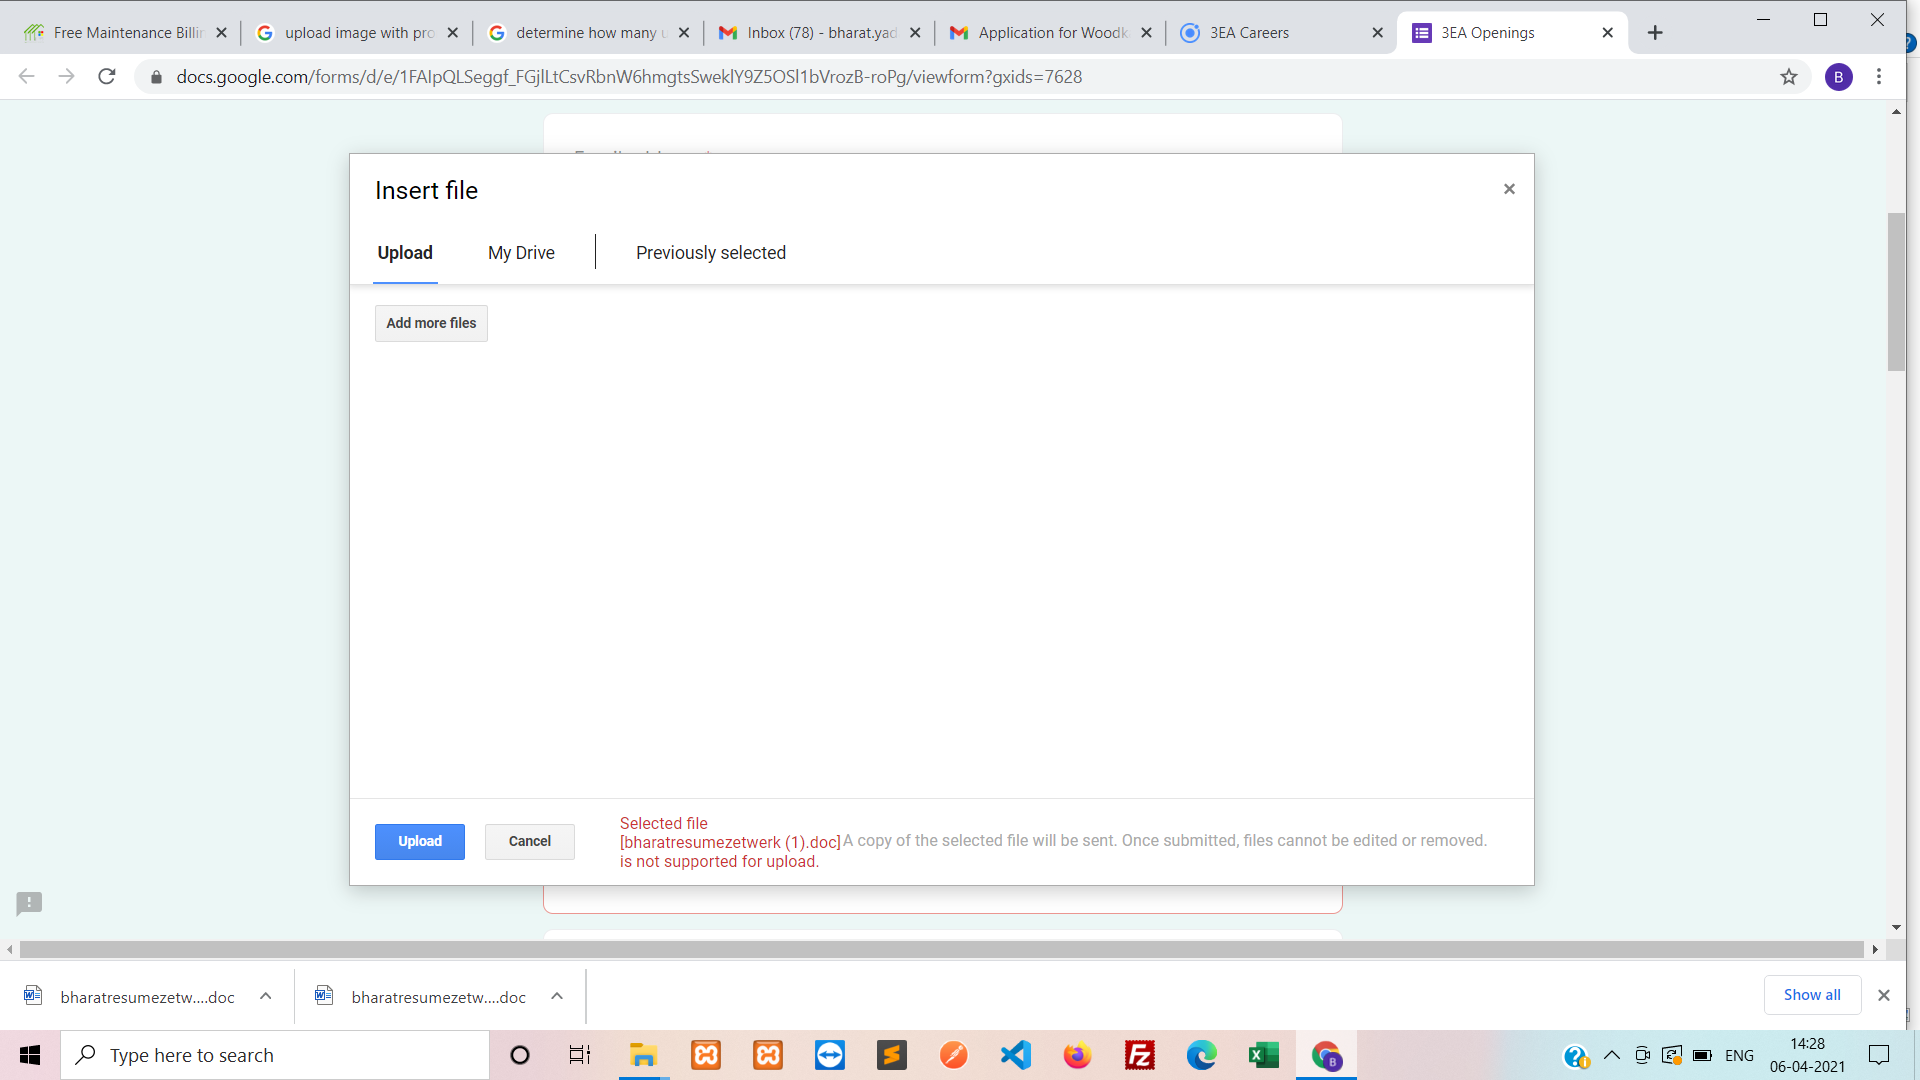 Free Maintenance Billin
upload image with pro
determine how many u
Inbox (78) - bharat.yad
Application for Woodk
3EA Careers
3EA Openings
docs.google.com/forms/d/e/1FAIpQLSeggf_FGjlLtCsvRbnW6hmgtsSweklY9Z5OSl1bVrozB-roPg/viewform?gxids=7628
B
Insert file
Upload
My Drive
Previously selected
Add more files
Upload
Cancel
Selected file
[bharatresumezetwerk (1).doc]
is not supported for upload.
A copy of the selected file will be sent. Once submitted, files cannot be edited or removed.
bharatresumezetw....doc
bharatresumezetw....doc
Show all
Type here to search
ENG
14:28
06-04-2021